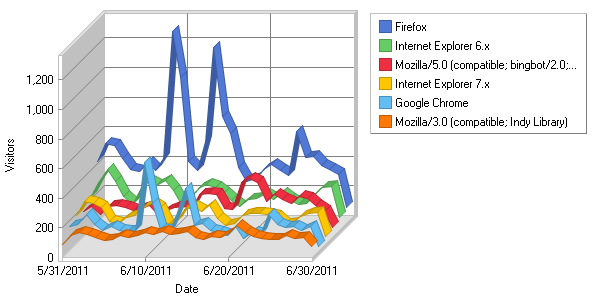 Firefox
Internet Explorer 6.x
Mozilla/5.0 (compatible; bingbot/2.0;...
Internet Explorer 7.x
Google Chrome
Mozilla/3.0 (compatible; Indy Library)
Visitors
1,200
1,000
800
600
400
200
0
5/31/2011 6/10/2011 6/20/2011 6/30/2011
Date